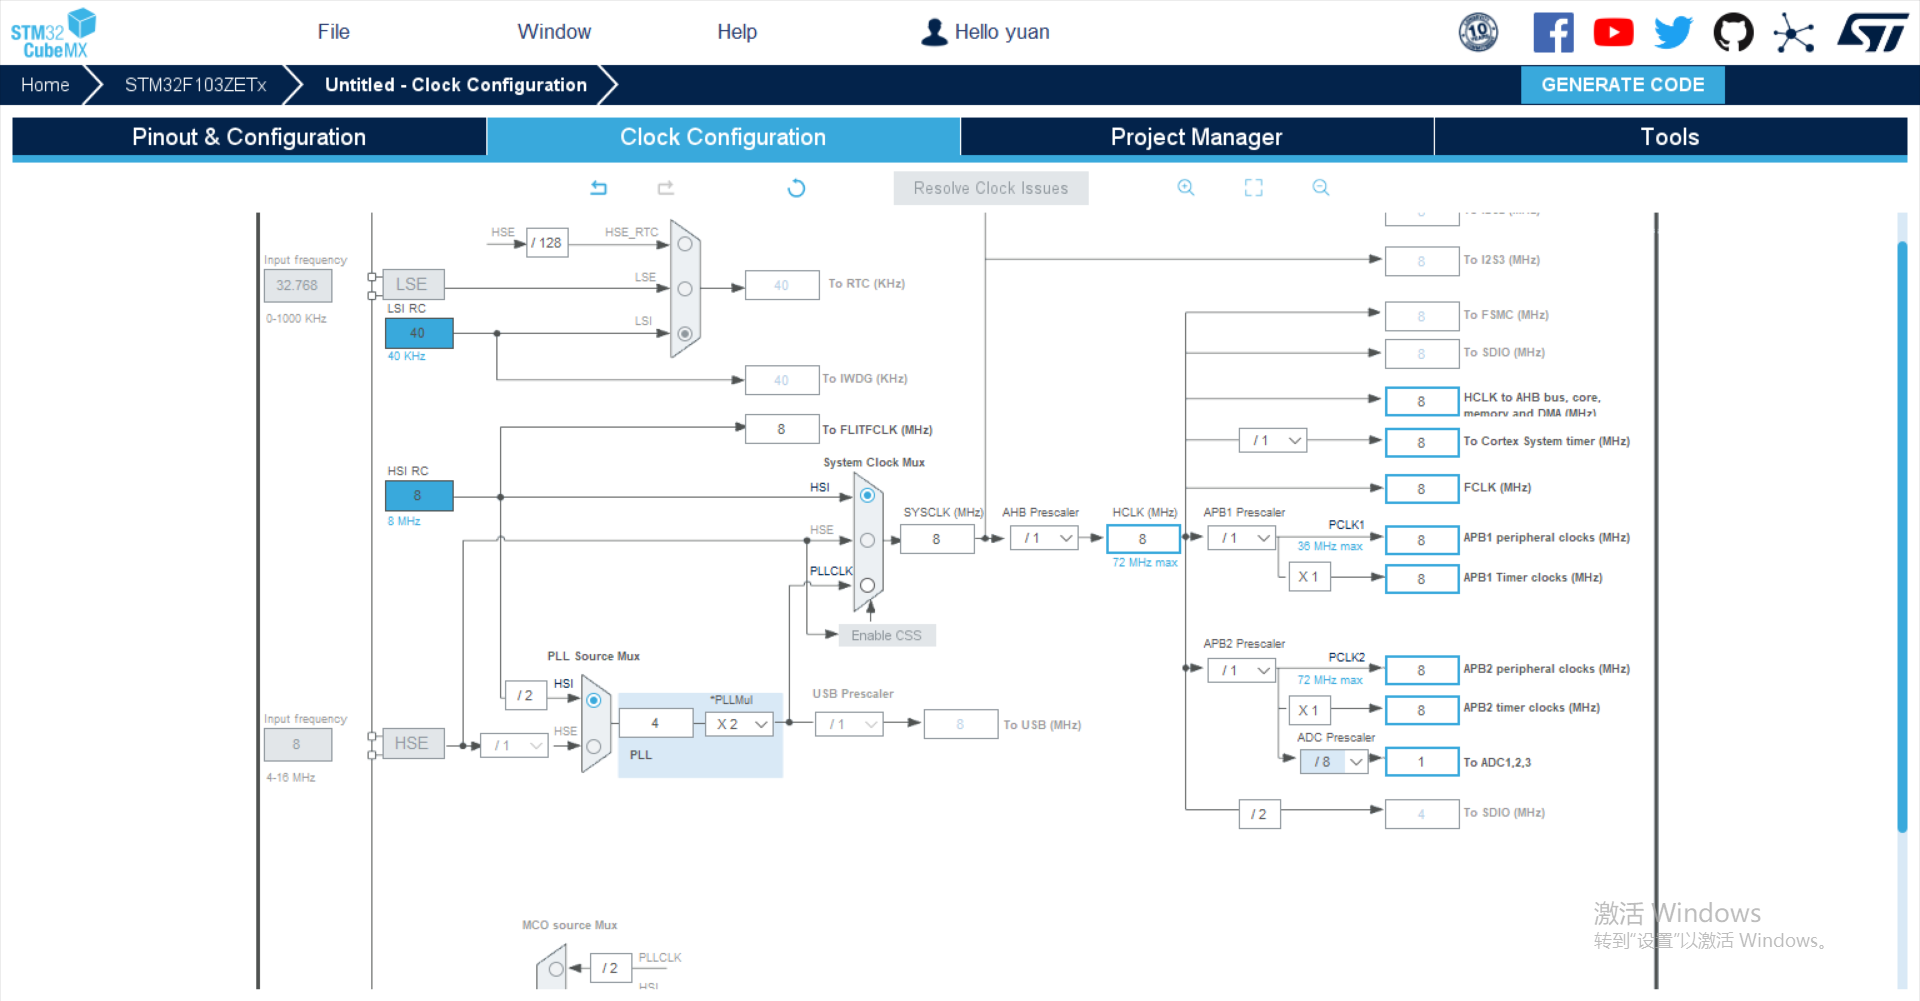 STM32
CubeMX
File
Window
Help
Hello yuan
10
ST
Home
STM32F103ZETx
Untitled - Clock Configuration
GENERATE CODE
Pinout & Configuration
Clock Configuration
Project Manager
Tools
Resolve Clock Issues
HSE
/ 128
HSE_RTC
8
Input frequency
32.768
0-1000 KHz
LSE
LSE
40
To RTC (KHz)
8
To I2S3 (MHz)
LSI RC
40
40 KHz
LSI
8
To FSMC (MHz)
8
To SDIO (MHz)
40
To IWDG (KHz)
8
HCLK to AHB bus, core,
memory and DMA (MHz)
8
To FLITFCLK (MHz)
/ 1
8
To Cortex System timer (MHz)
HSI RC
8
8 MHz
System Clock Mux
HSI
HSE
PLLCLK
Enable CSS
SYSCLK (MHz)
8
AHB Prescaler
/ 1
HCLK (MHz)
8
72 MHz max
8
FCLK (MHz)
APB1 Prescaler
/ 1
PCLK1
36 MHz max
8
APB1 peripheral clocks (MHz)
X 1
8
APB1 Timer clocks (MHz)
APB2 Prescaler
/ 1
PCLK2
72 MHz max
8
APB2 peripheral clocks (MHz)
X 1
8
APB2 timer clocks (MHz)
ADC Prescaler
/ 8
1
To ADC1,2,3
/ 2
4
To SDIO (MHz)
PLL Source Mux
/ 2
HSI
HSE
4
*PLLMul
X 2
PLL
USB Prescaler
/ 1
8
To USB (MHz)
Input frequency
8
4-16 MHz
HSE
/ 1
MCO source Mux
/ 2
PLLCLK
HSI
激活 Windows
转到"设置"以激活 Windows。